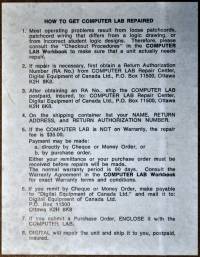 HOW TO GET COMPUTER LAB REPAIRED
1. Most operating problems result from loose patchcords,
patchcord wiring that differs from a logic drawing, or
from incorrect student logic designs. Therefore, please
consult the "Checkout Procedures" in the COMPUTER
LAB Workbook to make sure that a unit actually needs
repair.
2. If repair is necessary, first obtain a Return Authorization
Number (RA No.) from COMPUTER LAB Repair Center,
Digital Equipment of Canada Ltd., P.O. Box 11500, Ottawa
K2H 8K8.
3. After obtaining an RA No., ship the COMPUTER LAB
postpaid, insured, to: COMPUTER LAB Repair Center,
Digital Equipment of Canada Ltd., P.O. Box 11500, Ottawa
K2H 8K8.
4. On the shipping container list your NAME, RETURN
ADDRESS, and RETURN AUTHORIZATION NUMBER.
5. If the COMPUTER LAB is NOT on Warranty, the repair
fee is $35.00.
Payment may be made:
a. directly by Cheque or Money Order, or
b. by purchase order.
Either your remittance or your purchase order must be
received before repairs will be made.
The normal warranty period is 90 days. Consult the
Warranty Agreement in the COMPUTER LAB Workbook
for exact Warranty terms and conditions.
6. If you remit by Cheque or Money Order, make payable
to "Digital Equipment of Canada Ltd." and mail it to:
Digital Equipment of Canada Ltd.
P.O. Box 11500
Ottawa K2H 8K8
7. If you submit a Purchase Order, ENCLOSE it with the
COMPUTER LAB.
8. DIGITAL will repair the unit and ship it to you, postpaid,
insured.